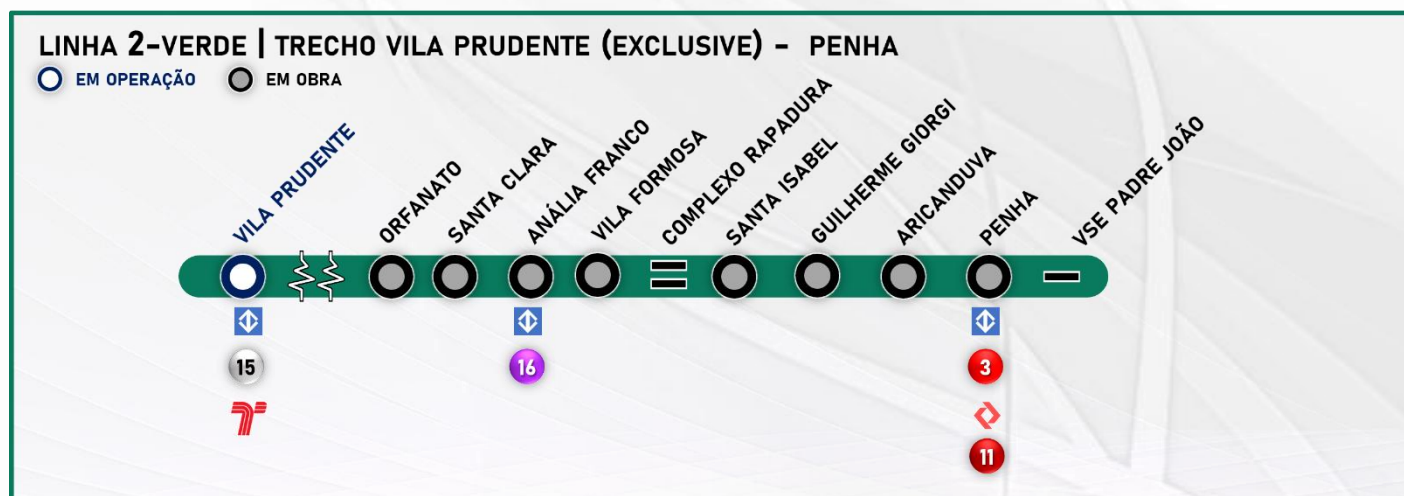 LINHA 2-VERDE | TRECHO VILA PRUDENTE (EXCLUSIVE) - PENHA
EM OPERAÇÃO
EM OBRA
VILA PRUDENTE
ORFANATO
SANTA CLARA
ANÁLIA FRANCO
VILA FORMOSA
COMPLEXO RAPADURA
SANTA ISABEL
GUILHERME GIORGI
ARICANDUVA
PENHA
VSE PADRE JOÃO
15
16
3
11